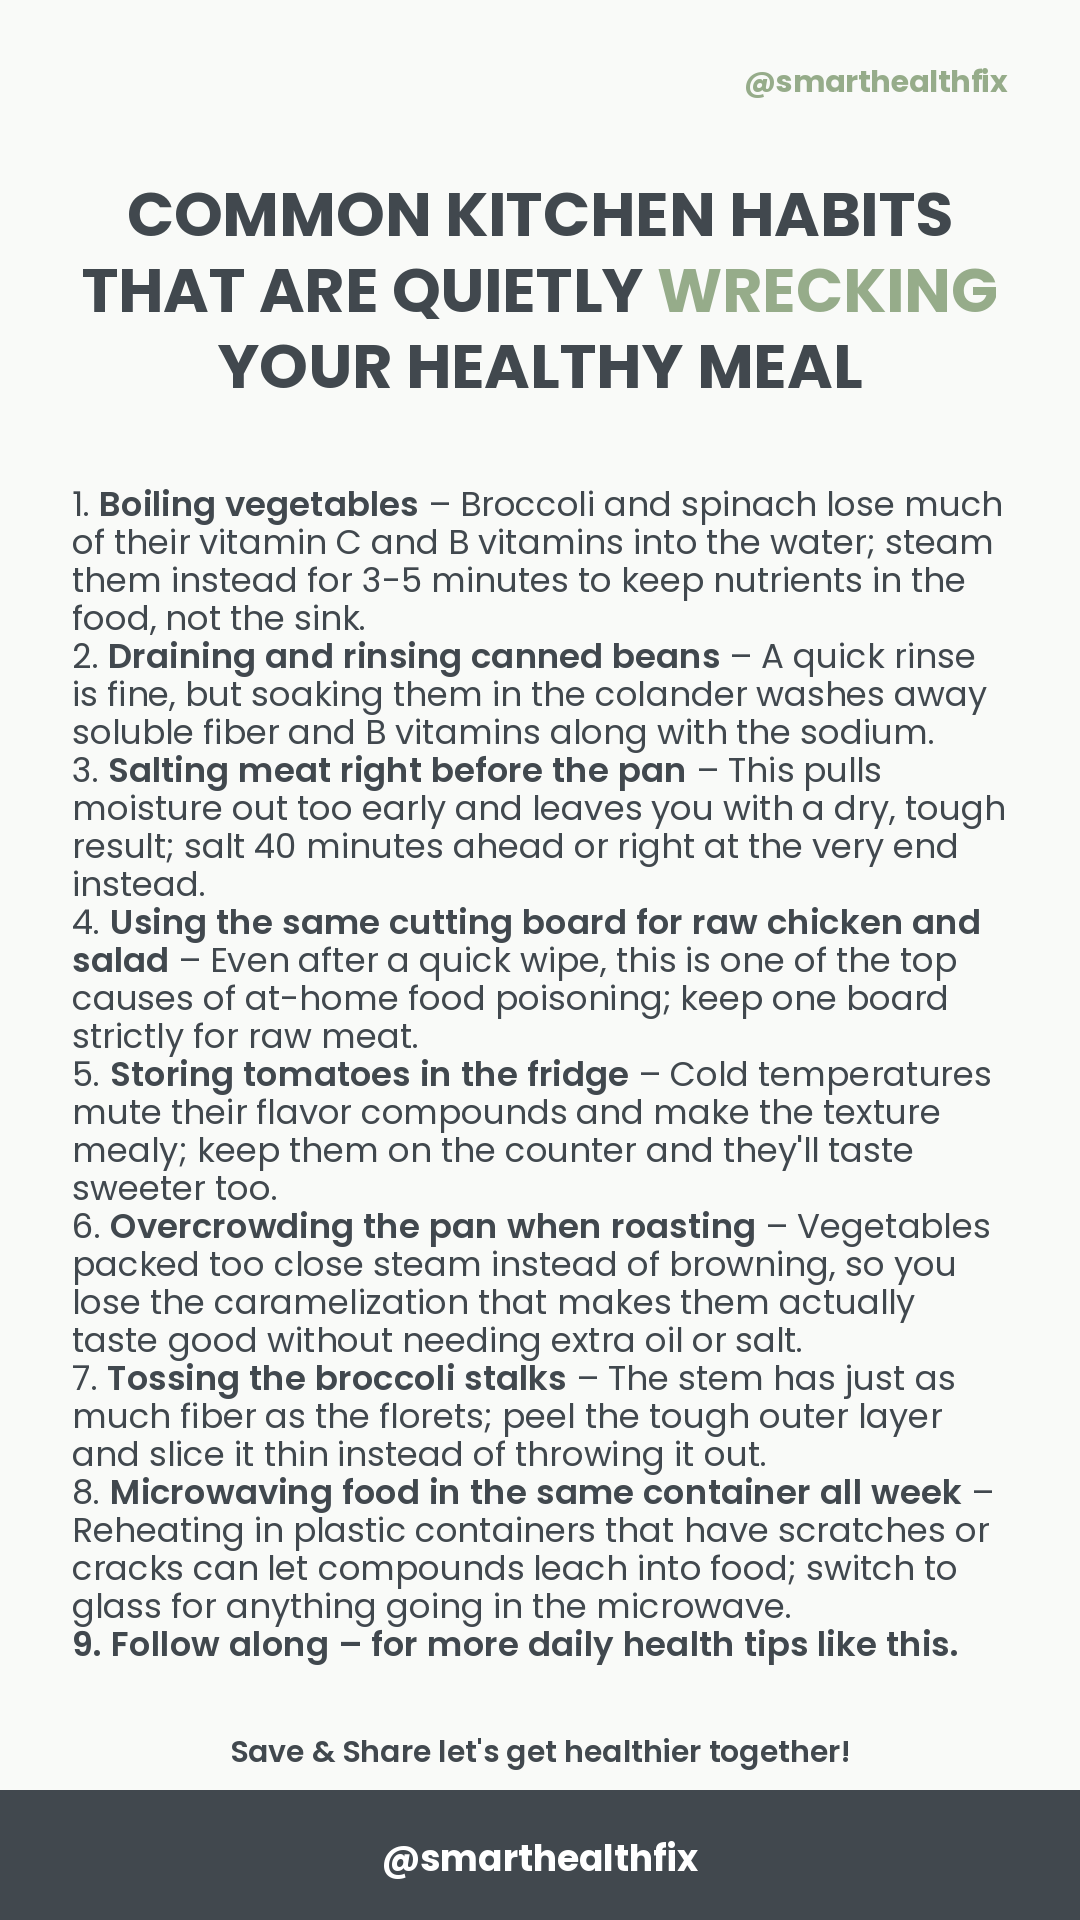 @smarthealthfix
COMMON KITCHEN HABITS
THAT ARE QUIETLY WRECKING
YOUR HEALTHY MEAL
1. Boiling vegetables – Broccoli and spinach lose much
of their vitamin C and B vitamins into the water; steam
them instead for 3-5 minutes to keep nutrients in the
food, not the sink.
2. Draining and rinsing canned beans – A quick rinse
is fine, but soaking them in the colander washes away
soluble fiber and B vitamins along with the sodium.
3. Salting meat right before the pan – This pulls
moisture out too early and leaves you with a dry, tough
result; salt 40 minutes ahead or right at the very end
instead.
4. Using the same cutting board for raw chicken and
salad – Even after a quick wipe, this is one of the top
causes of at-home food poisoning; keep one board
strictly for raw meat.
5. Storing tomatoes in the fridge – Cold temperatures
mute their flavor compounds and make the texture
mealy; keep them on the counter and they'll taste
sweeter too.
6. Overcrowding the pan when roasting – Vegetables
packed too close steam instead of browning, so you
lose the caramelization that makes them actually
taste good without needing extra oil or salt.
7. Tossing the broccoli stalks – The stem has just as
much fiber as the florets; peel the tough outer layer
and slice it thin instead of throwing it out.
8. Microwaving food in the same container all week –
Reheating in plastic containers that have scratches or
cracks can let compounds leach into food; switch to
glass for anything going in the microwave.
9. Follow along – for more daily health tips like this.
Save & Share let's get healthier together!
@smarthealthfix